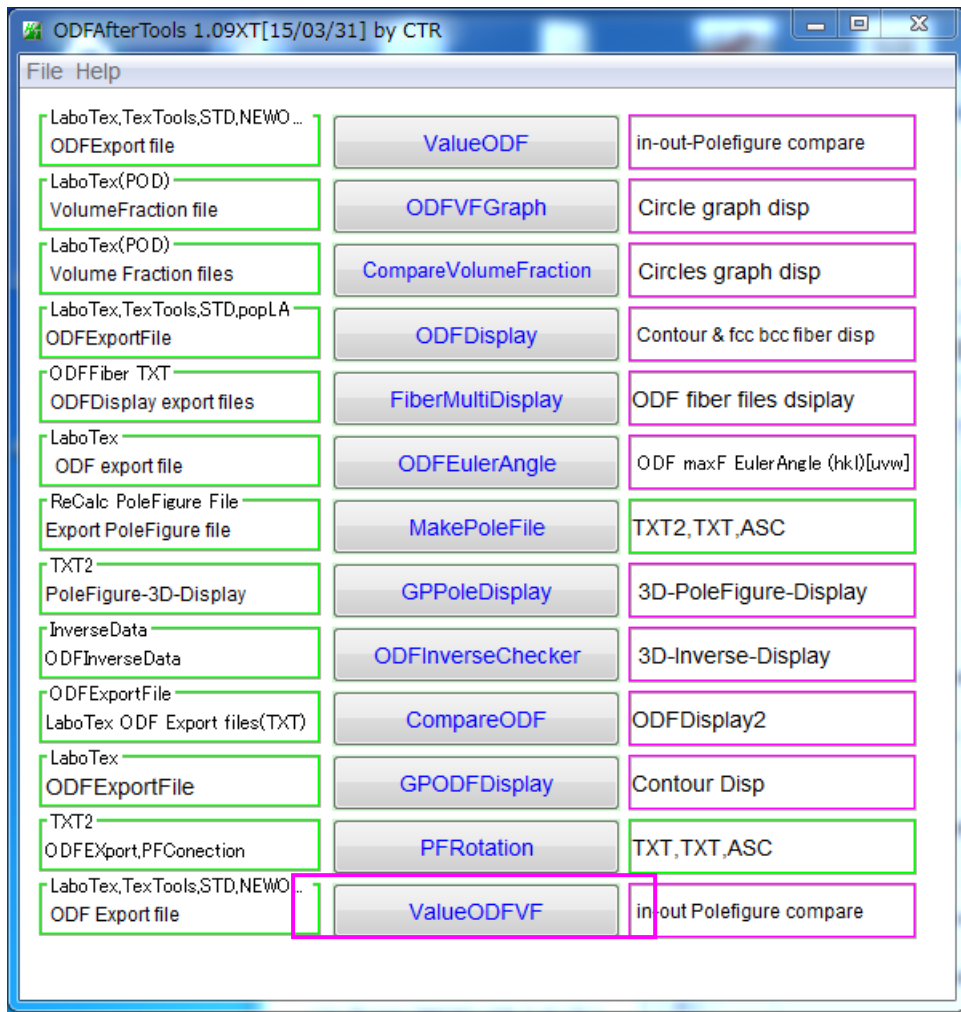 ODFAfterTools 1.09XT[15/03/31] by CTR
File Help
LaboTex,TexTools,STD,NEWO...
ODFExport file
ValueODF
in-out-Polefigure compare
LaboTex(POD)
VolumeFraction file
ODFVFGraph
Circle graph disp
LaboTex(POD)
Volume Fraction files
CompareVolumeFraction
Circles graph disp
LaboTex,TexTools,STD,popLA
ODFExportFile
ODFDisplay
Contour & fcc bcc fiber disp
ODFFiber TXT
ODFDisplay export files
FiberMultiDisplay
ODF fiber files dsiplay
LaboTex
ODF export file
ODFEulerAngle
ODF maxF EulerAngle (hkl)[uvw]
ReCalc PoleFigure File
Export PoleFigure file
MakePoleFile
TXT2,TXT,ASC
TXT2
PoleFigure-3D-Display
GPPoleDisplay
3D-PoleFigure-Display
InverseData
ODFInverseData
ODFInverseChecker
3D-Inverse-Display
ODFExportFile
LaboTex ODF Export files(TXT)
CompareODF
ODFDisplay2
LaboTex
ODFExportFile
GPODFDisplay
Contour Disp
TXT2
ODFEXport,PFConection
PFRotation
TXT,TXT,ASC
LaboTex,TexTools,STD,NEWO...
ODF Export file
ValueODFVF
in-out Polefigure compare